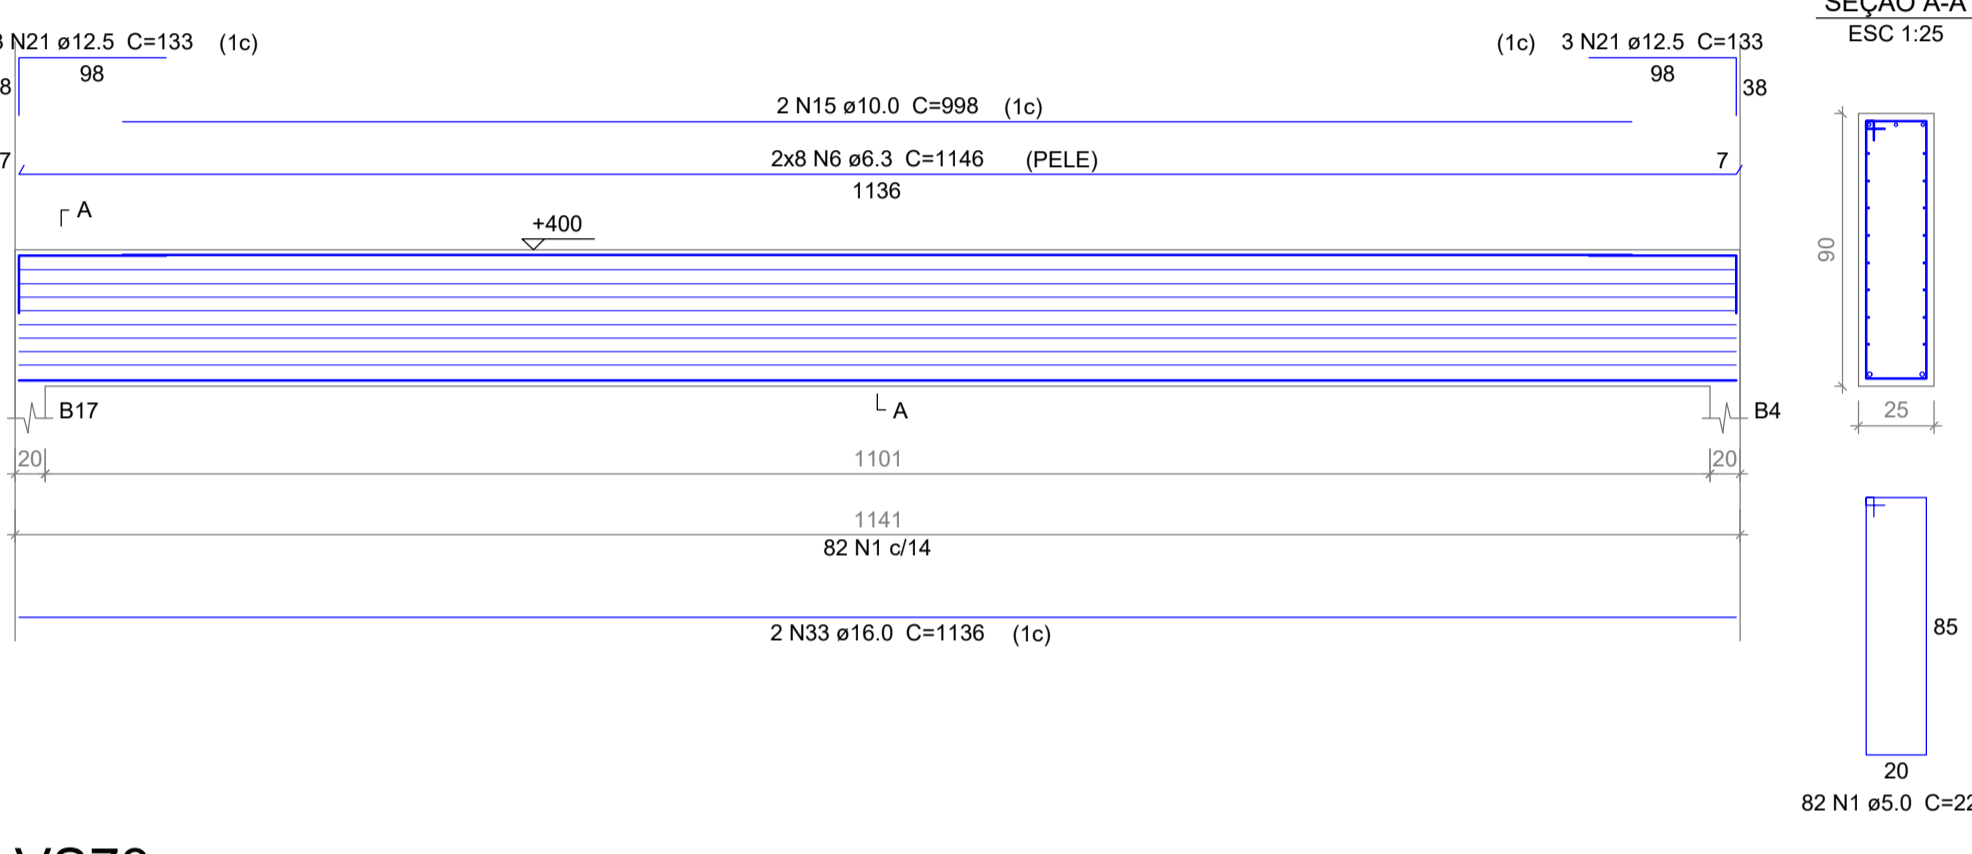 SEÇÃO A-A
ESC 1:25
N21 ø12.5 C=133 (1c)
98
(1c) 3 N21 ø12.5 C=133
98
38
2 N15 ø10.0 C=998 (1c)
7
2x8 N6 ø6.3 C=1146 (PELE)
7
1136
A
+400
90
25
B17
A
B4
20
1101
20
1141
82 N1 c/14
2 N33 ø16.0 C=1136 (1c)
85
20
82 N1 ø5.0 C=22